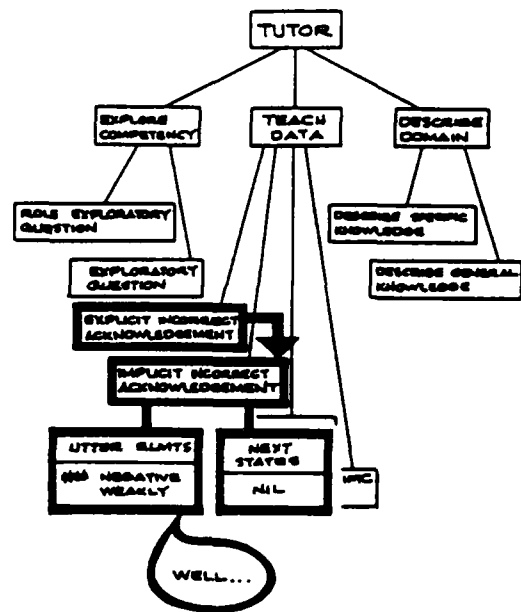 TUTOR
EXPLORE
COMPETENCY
TEACH
DATA
DESCRIBE
DOMAIN
ROLE EXPLORATORY
QUESTION
DESCRIBE SPECIFIC
KNOWLEDGE
EXPLORATORY
QUESTION
DESCRIBE GENERAL
KNOWLEDGE
EXPLICIT INCORRECT
ACKNOWLEDGEMENT
IMPLICIT INCORRECT
ACKNOWLEDGEMENT
UTTER ELMTS
NEGATIVE
WEAKLY
NEXT
STATES
NIL
WELL...